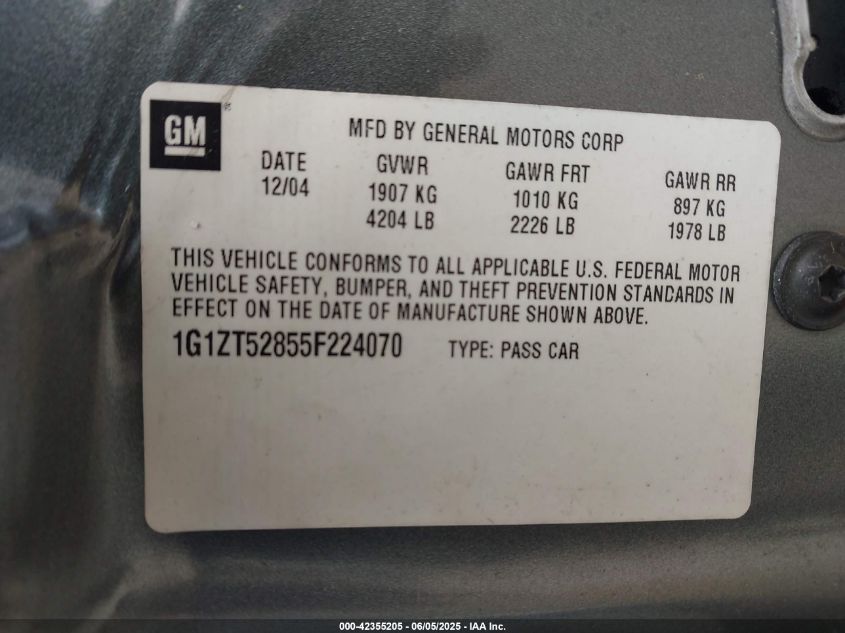 GM
MFD BY GENERAL MOTORS CORP
DATE GVWR GAWR FRT GAWR RR
12/04 1907 KG 1010 KG 897 KG
4204 LB 2226 LB 1978 LB
THIS VEHICLE CONFORMS TO ALL APPLICABLE U.S. FEDERAL MOTOR
VEHICLE SAFETY, BUMPER, AND THEFT PREVENTION STANDARDS IN
EFFECT ON THE DATE OF MANUFACTURE SHOWN ABOVE.
1G1ZT52855F224070 TYPE: PASS CAR
000-42355205 - 06/05/2025 - IAA Inc.